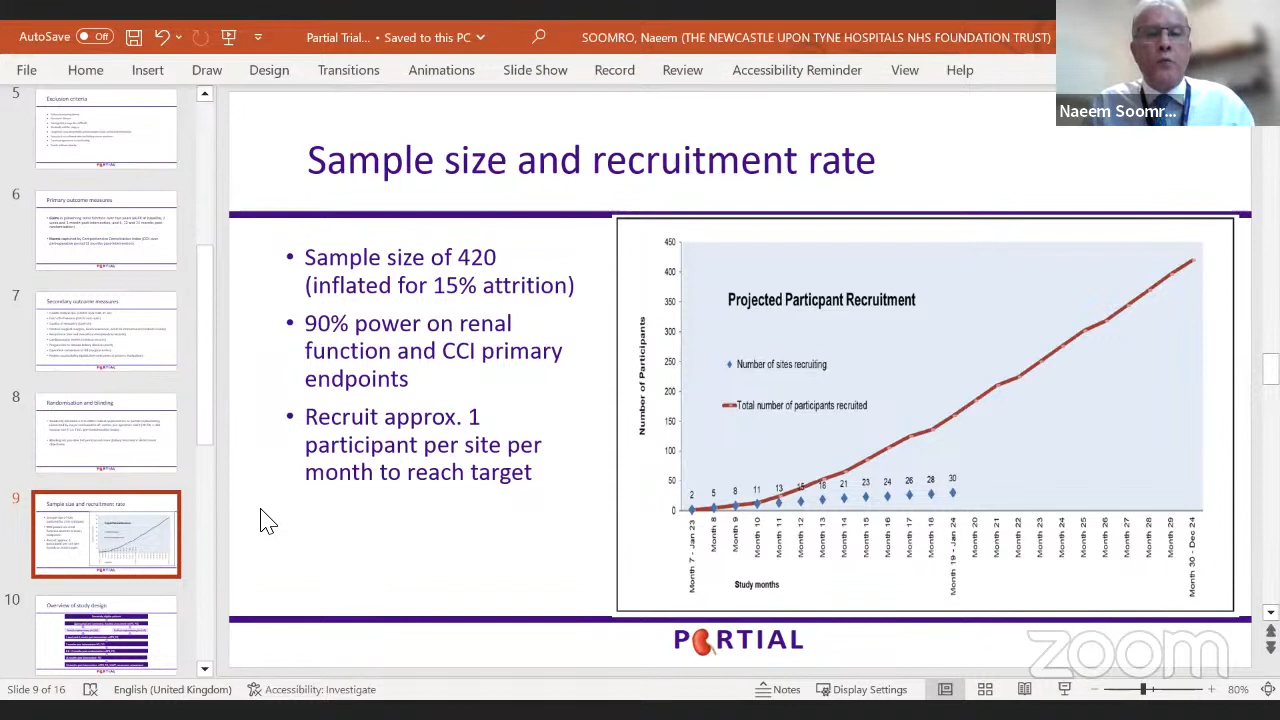 AutoSave Off
Partial Trial... • Saved to this PC
SOOMRO, Naeem (THE NEWCASTLE UPON TYNE HOSPITALS NHS FOUNDATION TRUST)
File Home Insert Draw Design Transitions Animations Slide Show Record Review Accessibility Reminder View Help
Naeem Soomr...
5
Exclusion criteria
6
Primary outcome measures
7
Secondary outcome measures
8
Randomisation and blinding
9
Sample size and recruitment rate
10
Overview of study design
Sample size and recruitment rate
• Sample size of 420
(inflated for 15% attrition)
• 90% power on renal
function and CCI primary
endpoints
• Recruit approx. 1
participant per site per
month to reach target
Projected Particpant Recruitment
Number of sites recruiting
Total number of participants recruited
Number of Participants
450
400
350
300
250
200
150
100
50
0
2 5 8 11 13 15 18 21 23 24 26 28 30
Month 7 - Jan 23
Month 8
Month 9
Month 10
Month 11
Month 12
Month 13
Month 14
Month 15
Month 16
Month 17
Month 18
Month 19 - Jan 24
Month 20
Month 21
Month 22
Month 23
Month 24
Month 25
Month 26
Month 27
Month 28
Month 29
Month 30 - Dec 24
Study months
PARTIAL
zoom
Slide 9 of 16 English (United Kingdom) Accessibility: Investigate Notes Display Settings 80%